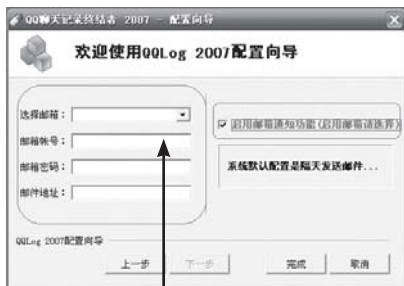 QQ聊天记录终结者 2007 - 配置向导
欢迎使用QQLog 2007配置向导
选择邮箱：
邮箱帐号：
邮箱密码：
邮件地址：
启用邮箱通知功能(启用邮箱请选择)
系统默认配置是隔天发送邮件...
QQLog 2007配置向导
上一步
下一步
完成
取消